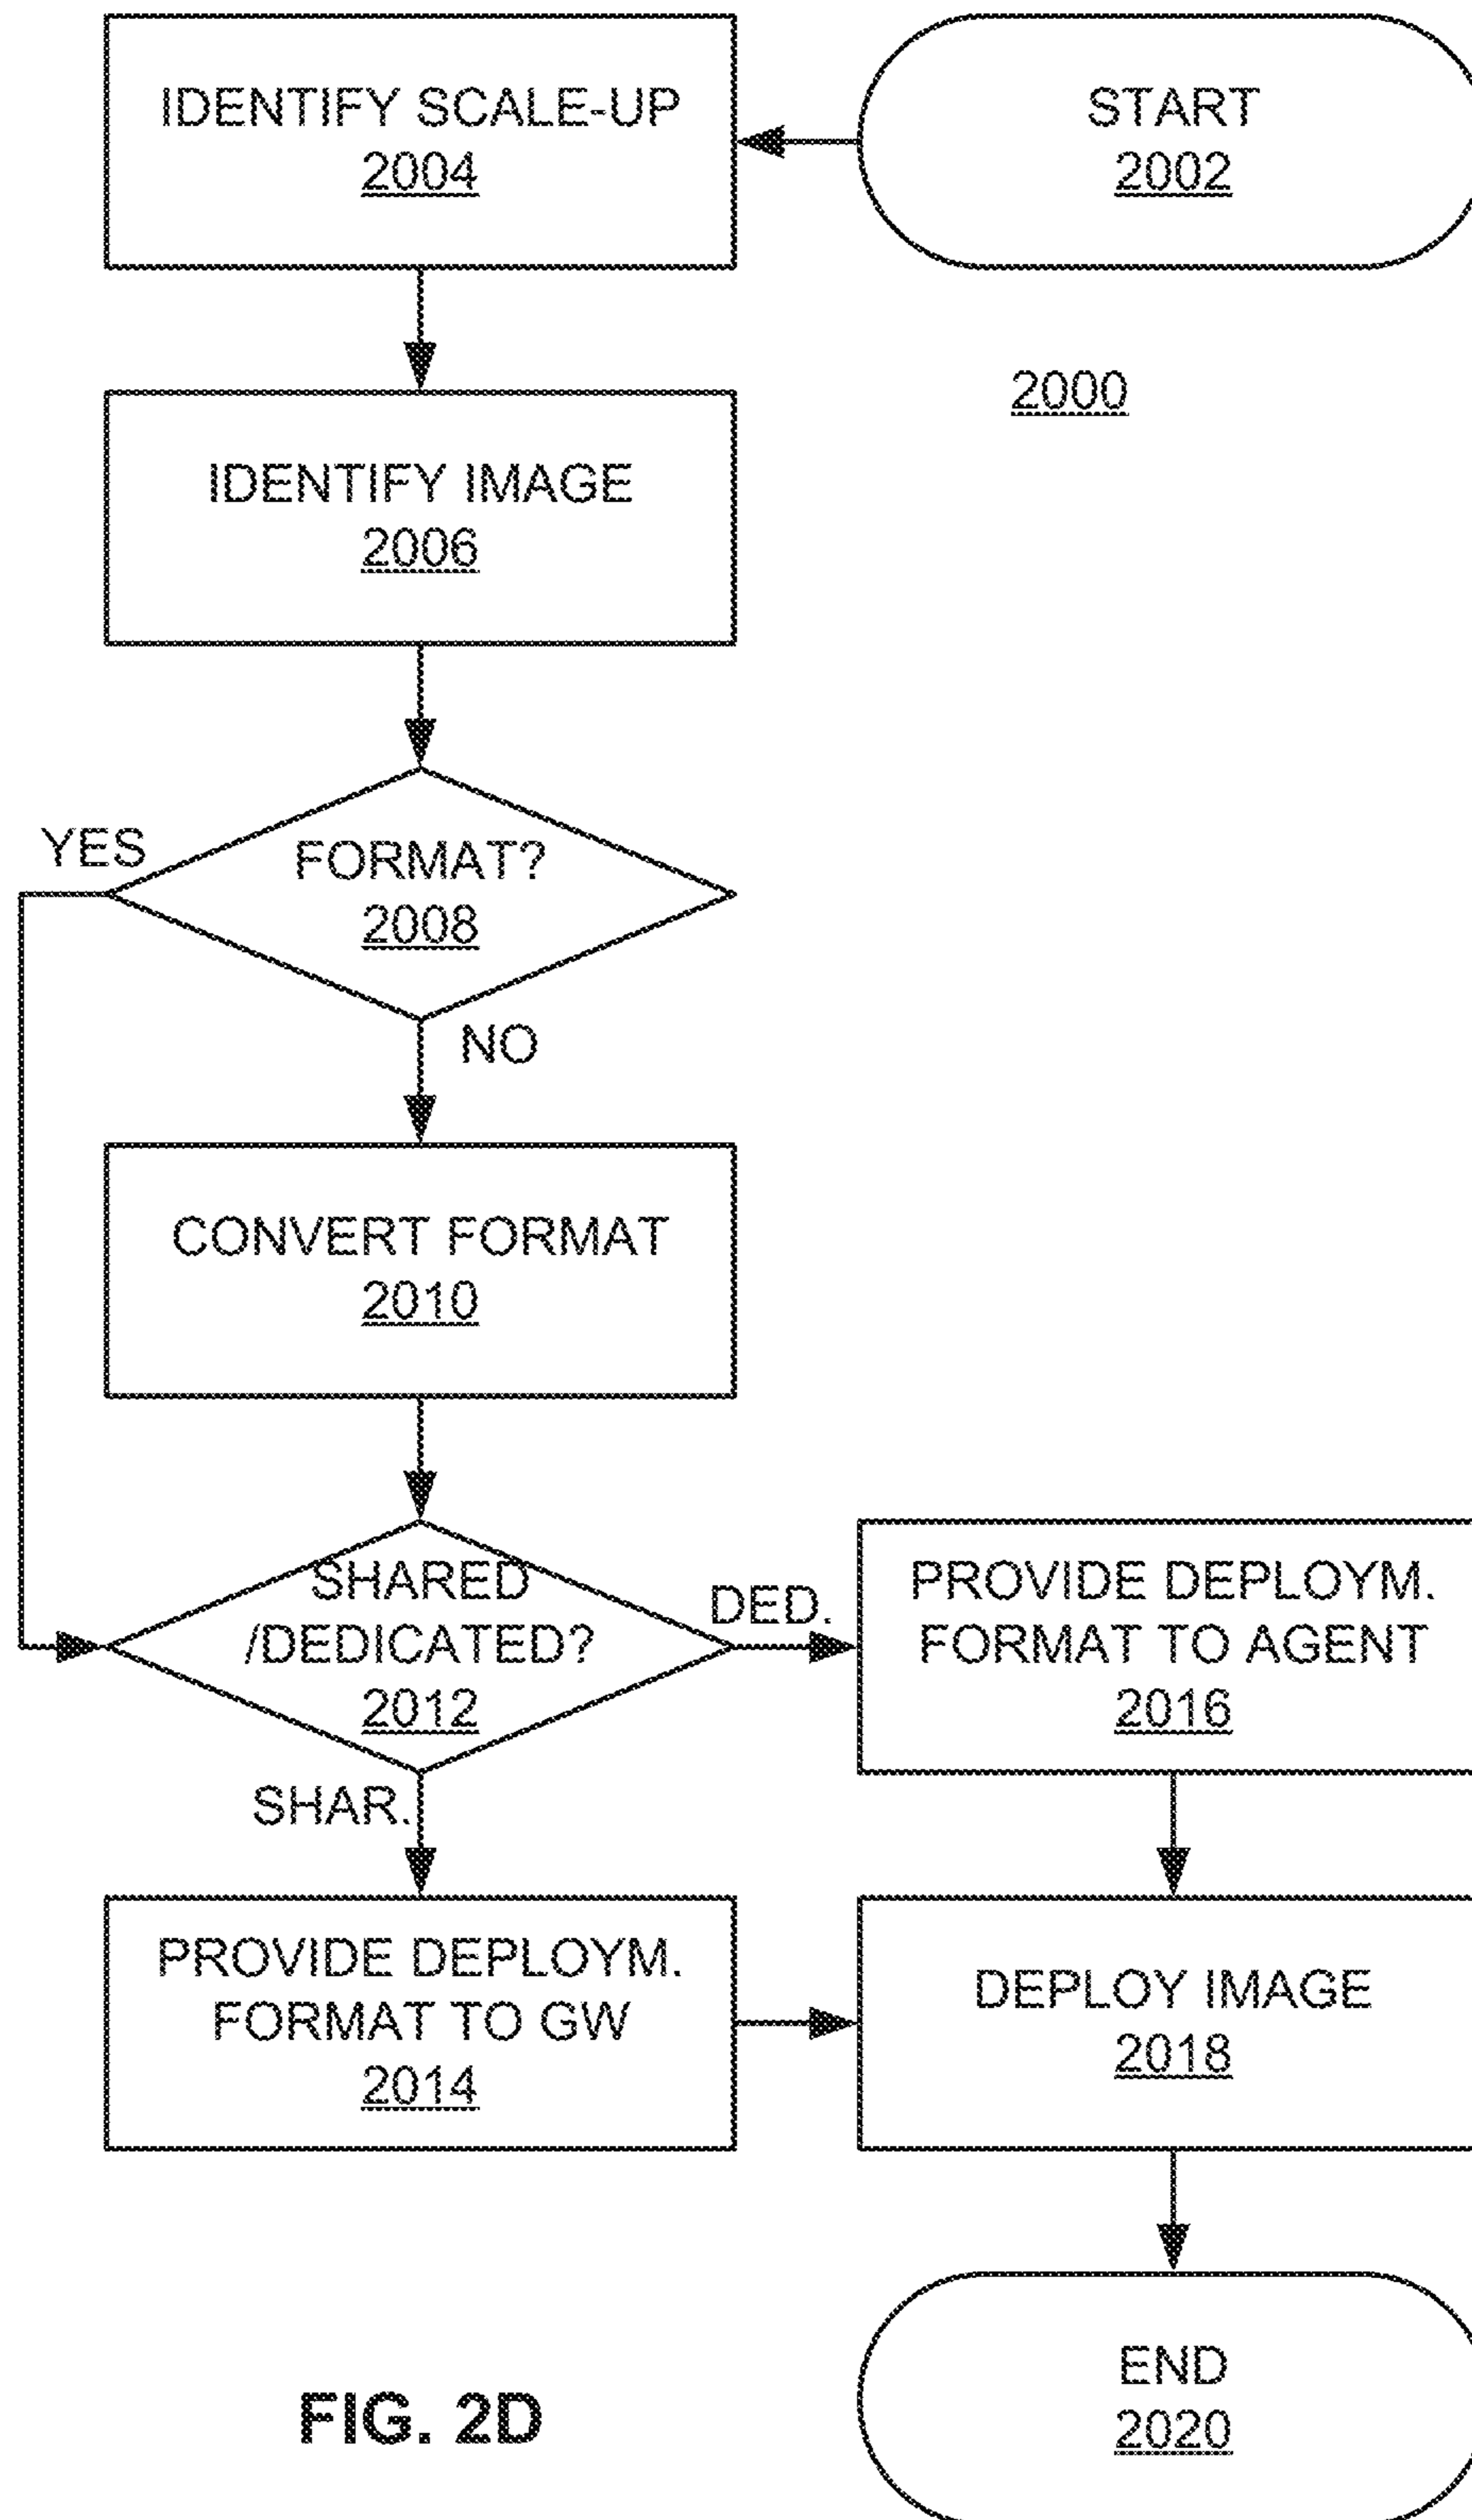 IDENTIFY SCALE-UP
2004
START
2002
2000
IDENTIFY IMAGE
2006
YES
FORMAT?
2008
NO
CONVERT FORMAT
2010
SHARED
/DEDICATED?
2012
DED.
SHAR.
PROVIDE DEPLOYM.
FORMAT TO AGENT
2016
PROVIDE DEPLOYM.
FORMAT TO GW
2014
DEPLOY IMAGE
2018
END
2020
FIG. 2D